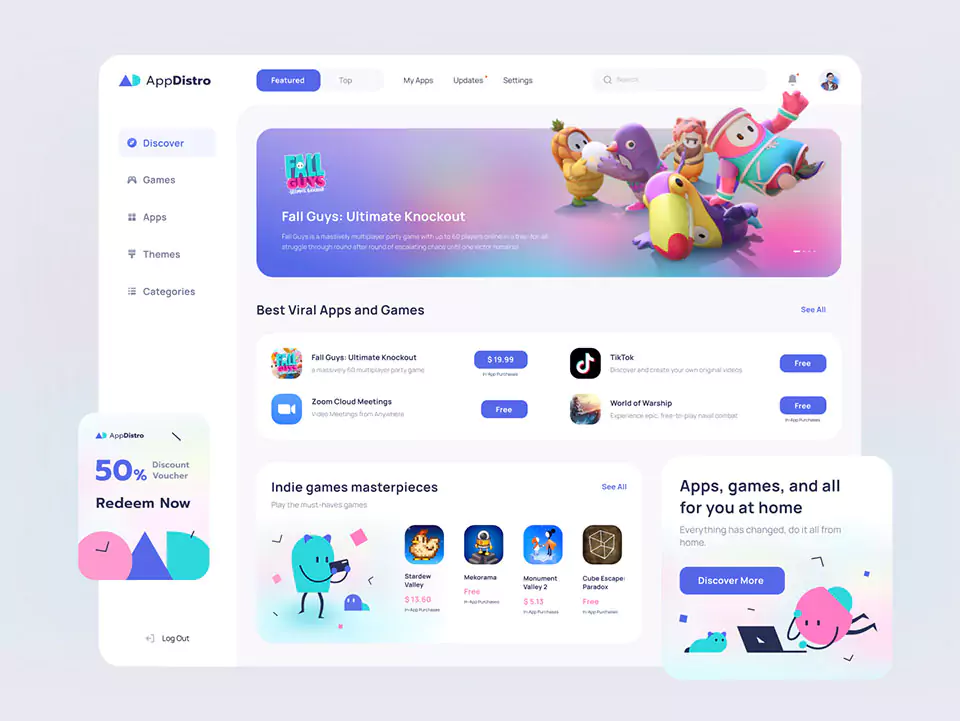 AppDistro
Featured
Top
My Apps
Updates
Settings
Search
Discover
Games
Apps
Themes
Categories
FALL
GUYS
Fall Guys: Ultimate Knockout
Fall Guys is a massively multiplayer party game with up to 60 players online in a free-for-all
struggle through round after round of escalating chaos until one victor remains!
Best Viral Apps and Games
See All
Fall Guys: Ultimate Knockout
a massively 60 multiplayer party game
$ 19.99
In-App Purchases
TikTok
Discover and create your own original videos
Free
Zoom Cloud Meetings
Video Meetings from Anywhere
Free
World of Warship
Experience epic, free-to-play naval combat
Free
In-App Purchases
AppDistro
50%
Discount
Voucher
Redeem Now
Indie games masterpieces
See All
Play the must-haves games
Stardew
Valley
$ 13.60
In-App Purchases
Mekorama
Free
In-App Purchases
Monument
Valley 2
$ 5.13
In-App Purchases
Cube Escape:
Paradox
Free
In-App Purchases
Apps, games, and all
for you at home
Everything has changed, do it all from
home.
Discover More
Log Out